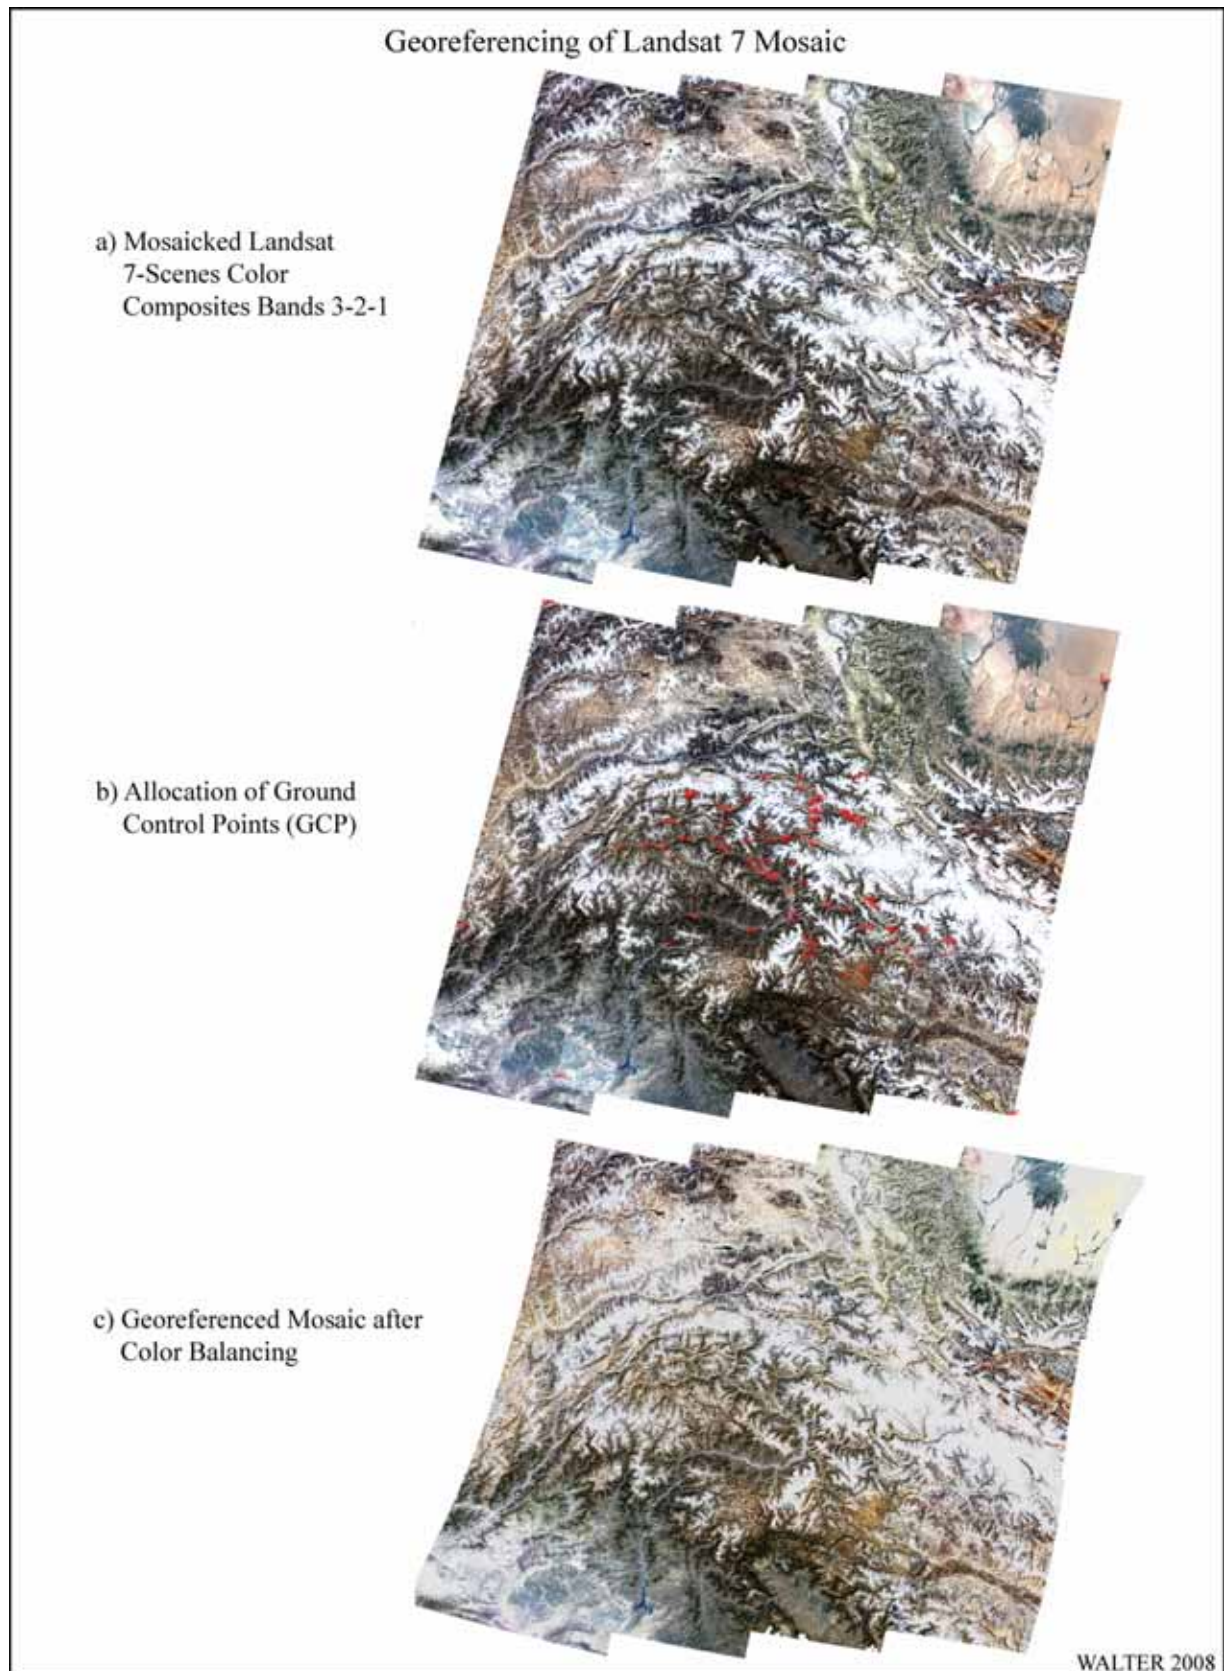 Georeferencing of Landsat 7 Mosaic
a) Mosaicked Landsat
7-Scenes Color
Composites Bands 3-2-1
b) Allocation of Ground
Control Points (GCP)
c) Georeferenced Mosaic after
Color Balancing
WALTER 2008